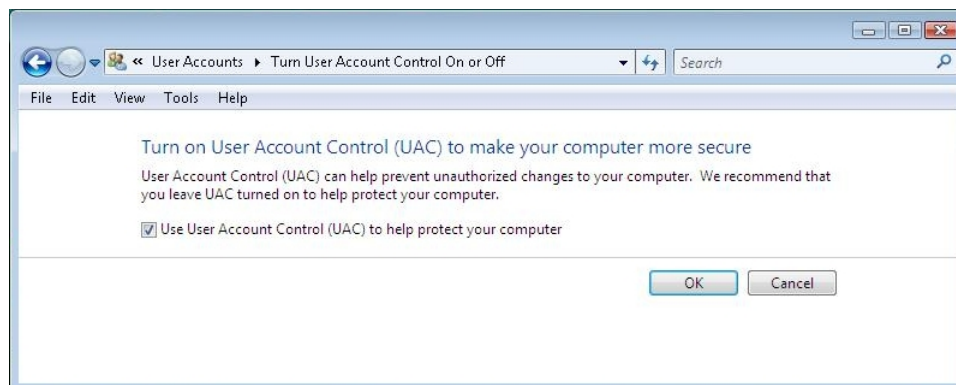 « User Accounts ▸ Turn User Account Control On or Off Search
File Edit View Tools Help
Turn on User Account Control (UAC) to make your computer more secure
User Account Control (UAC) can help prevent unauthorized changes to your computer. We recommend that
you leave UAC turned on to help protect your computer.
Use User Account Control (UAC) to help protect your computer
OK Cancel